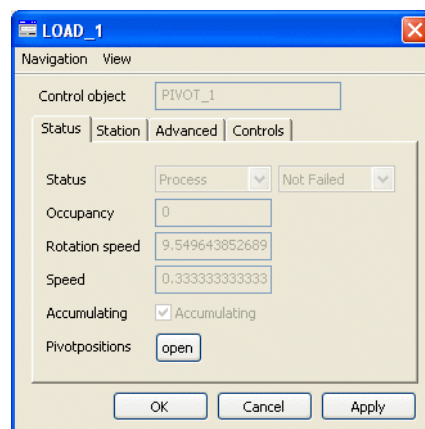 LOAD_1
Navigation View
Control object PIVOT_1
Status Station Advanced Controls
Status Process Not Failed
Occupancy 0
Rotation speed 9.549643852689
Speed 0.333333333333
Accumulating Accumulating
Pivotpositions open
OK Cancel Apply